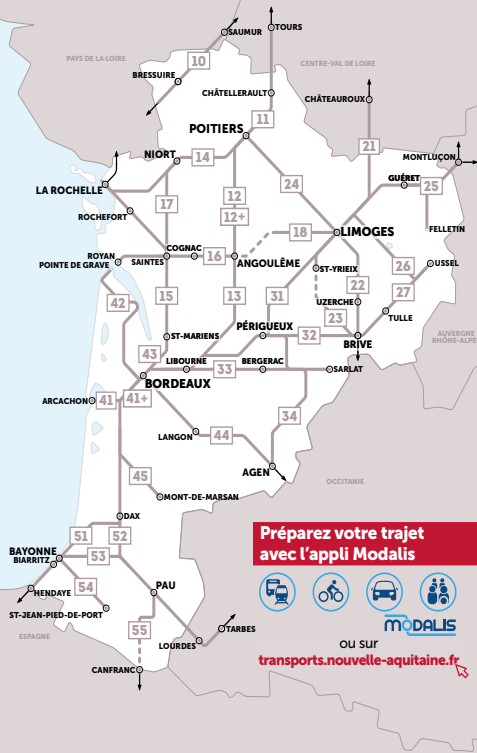 SAUMUR
TOURS
PAYS DE LA LOIRE
10
CENTRE-VAL DE LOIRE
BRESSUIRE
CHÂTELLERAULT
CHÂTEAUROUX
11
POITIERS
21
NIORT
14
MONTLUÇON
GUÉRET
25
LA ROCHELLE
24
17
12
12+
ROCHEFORT
FELLETIN
18
LIMOGES
COGNAC
16
ROYAN
POINTE DE GRAVE
SAINTES
ANGOULÊME
ST-YRIEIX
26
USSEL
22
27
42
15
13
31
UZERCHE
23
TULLE
PÉRIGUEUX
ST-MARIENS
32
BRIVE
AUVERGNE
RHÔNE-ALPES
43
LIBOURNE
33
BERGERAC
SARLAT
BORDEAUX
ARCACHON
41
41+
34
LANGON
44
AGEN
45
OCCITANIE
MONT-DE-MARSAN
DAX
51
52
BAYONNE
BIARRITZ
53
54
HENDAYE
PAU
ST-JEAN-PIED-DE-PORT
55
TARBES
ESPAGNE
LOURDES
CANFRANC
Préparez votre trajet
avec l'appli Modalis
MODALIS
ou sur
transports.nouvelle-aquitaine.fr